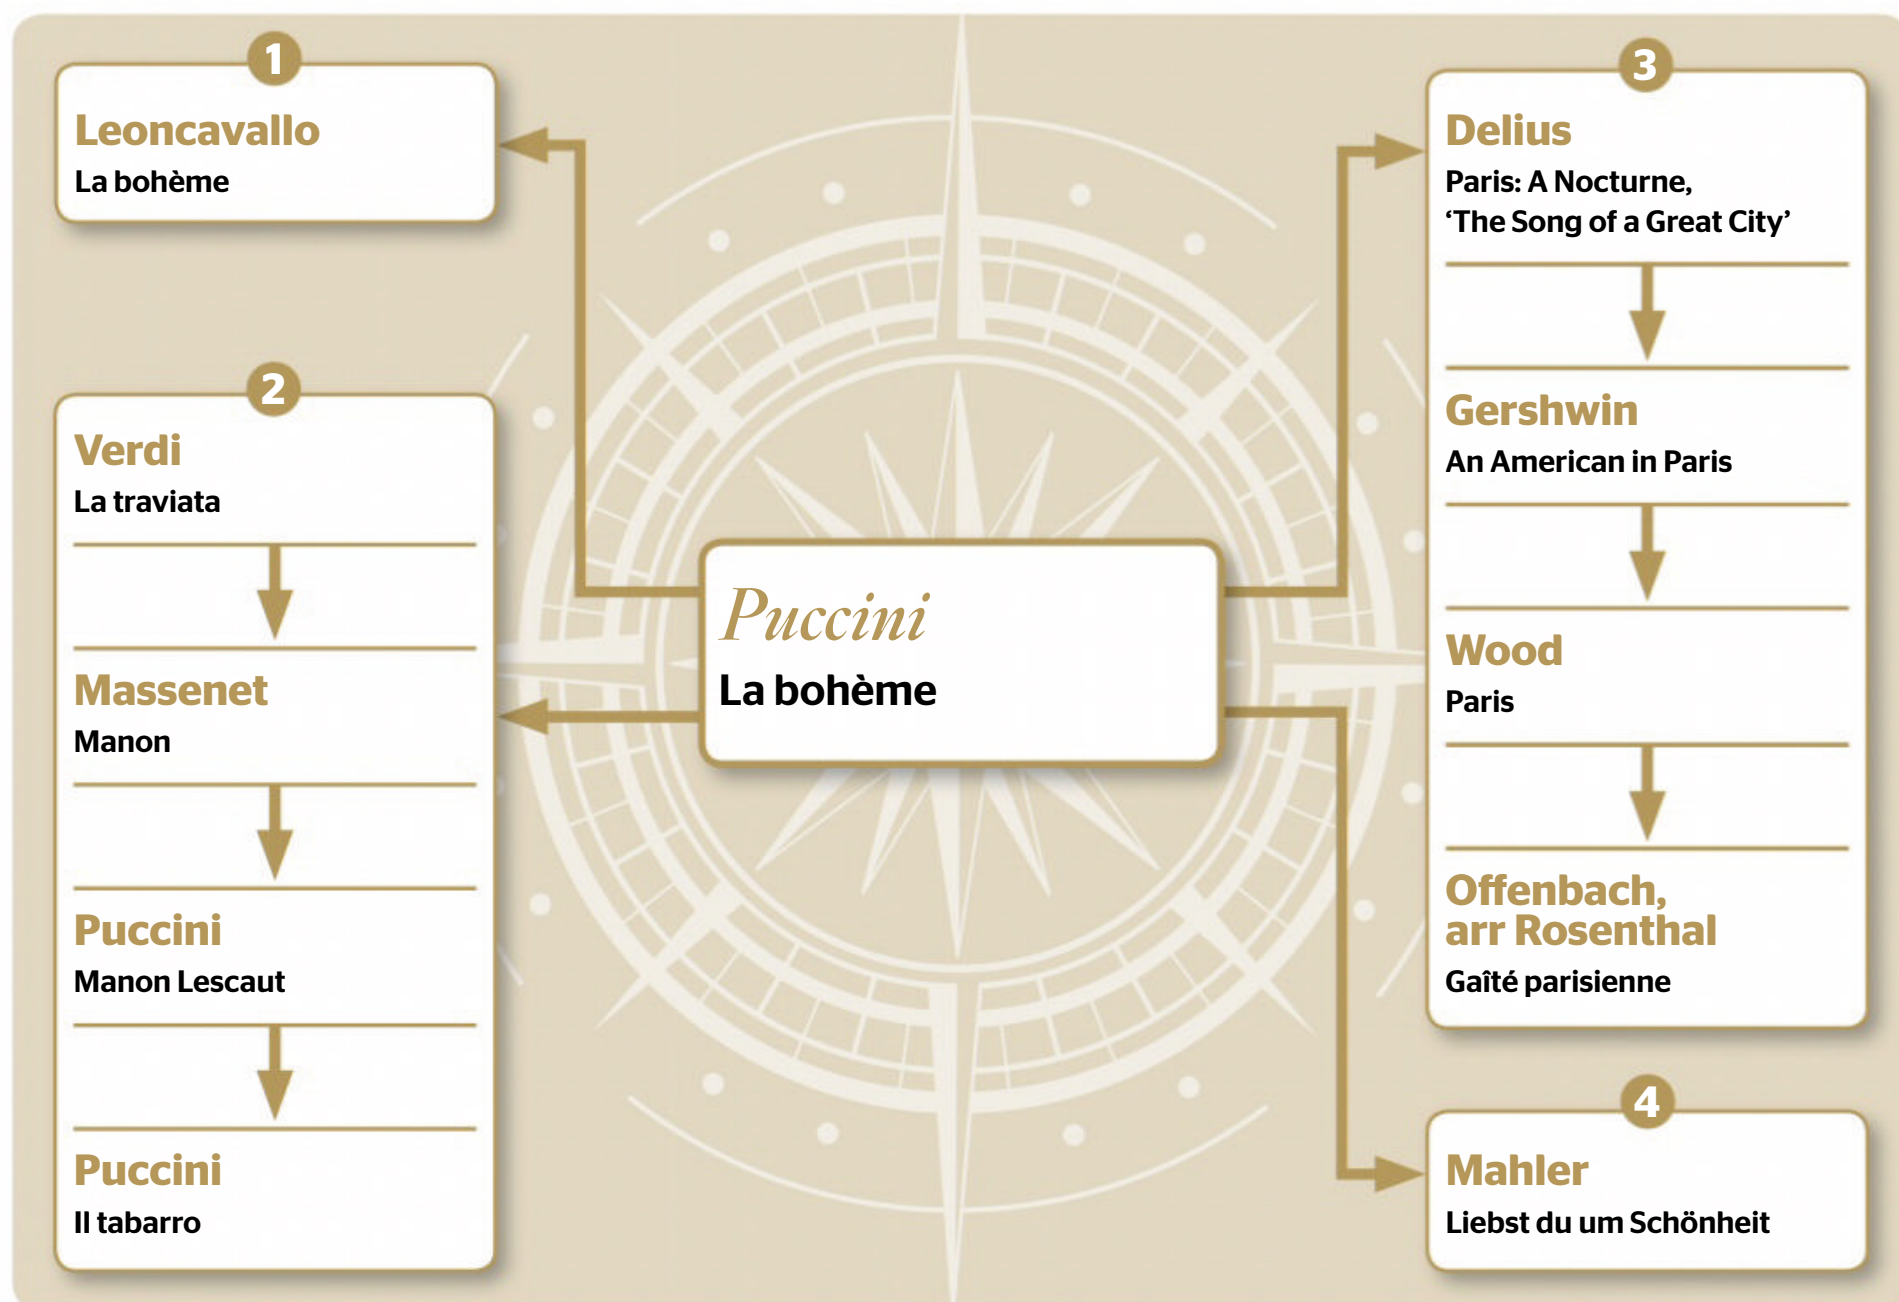 1
Leoncavallo
La bohème
2
Verdi
La traviata
Massenet
Manon
Puccini
Manon Lescaut
Puccini
Il tabarro
Puccini
La bohème
3
Delius
Paris: A Nocturne,
‘The Song of a Great City’
Gershwin
An American in Paris
Wood
Paris
Offenbach,
arr Rosenthal
Gaîté parisienne
4
Mahler
Liebst du um Schönheit